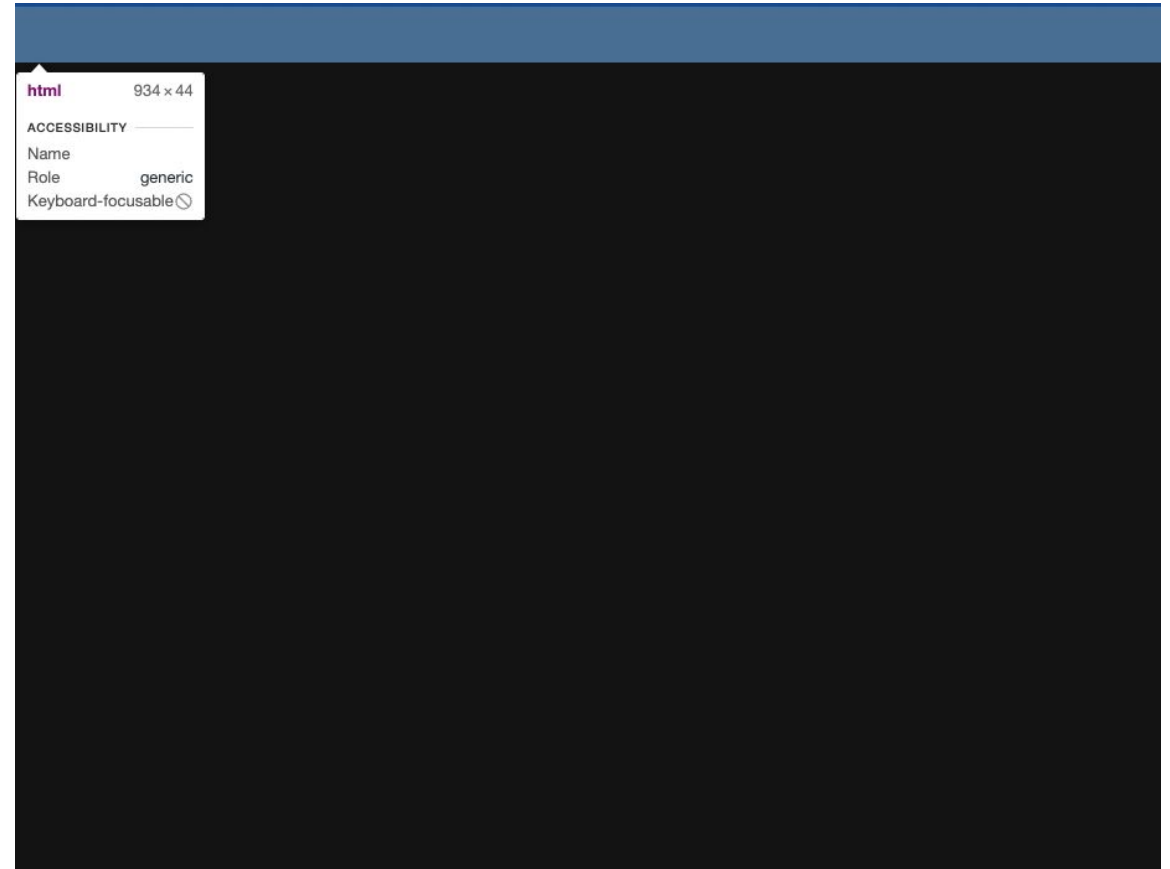 html 934 × 44
ACCESSIBILITY
Name
Role generic
Keyboard-focusable